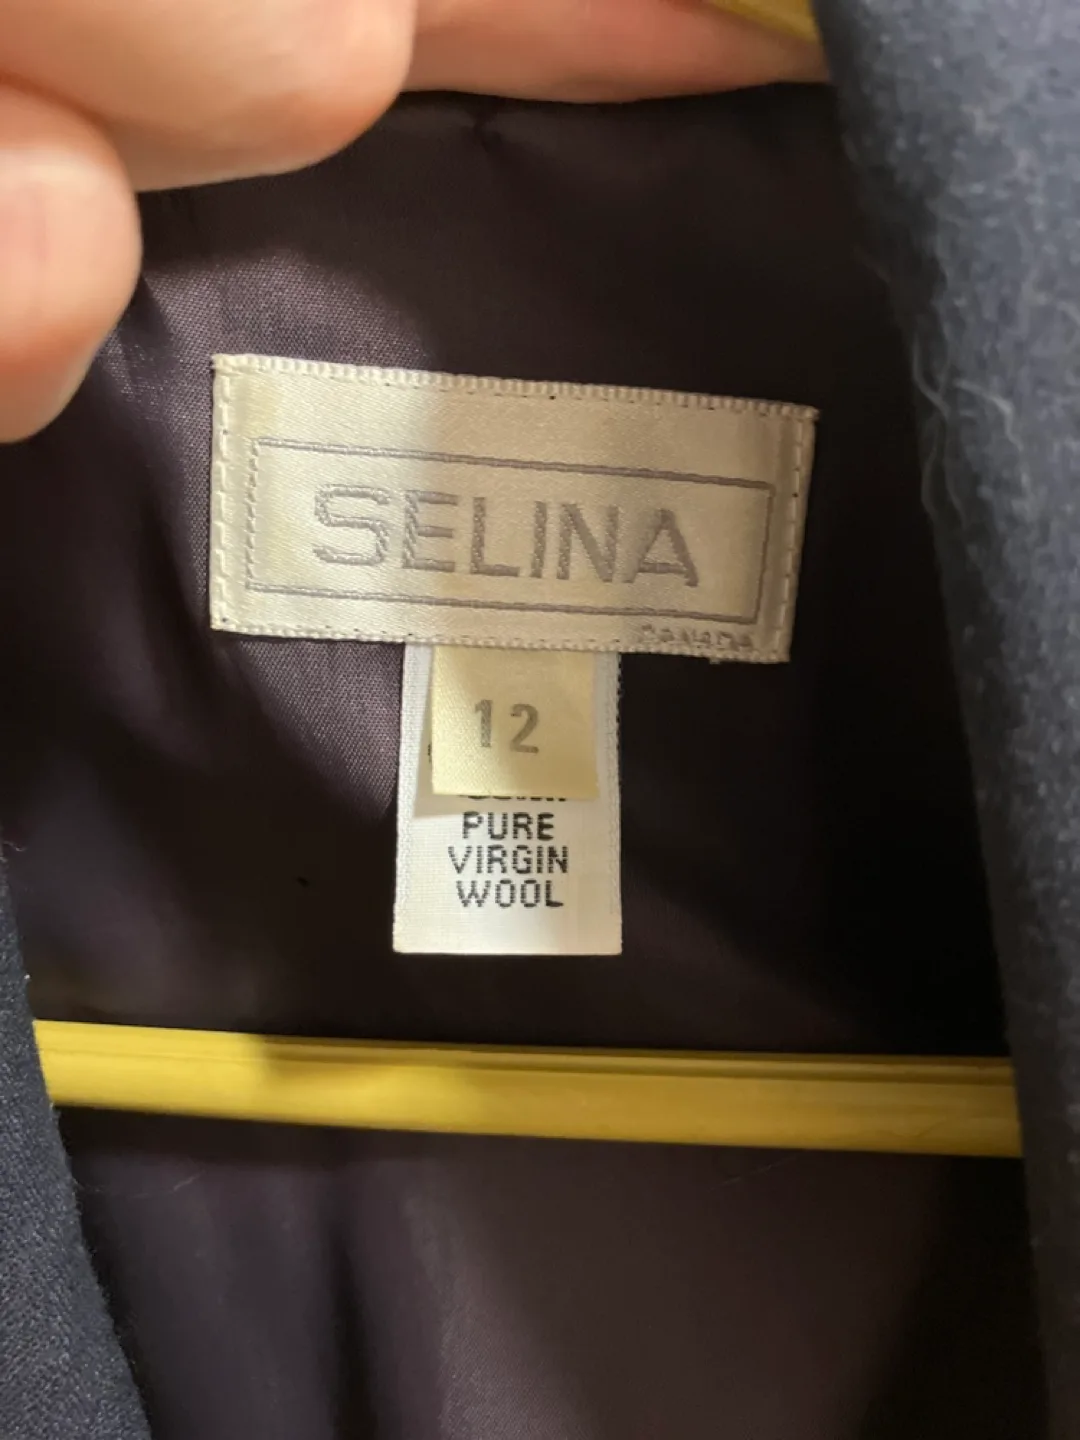 SELINA
CANADA
12
PURE
VIRGIN
WOOL